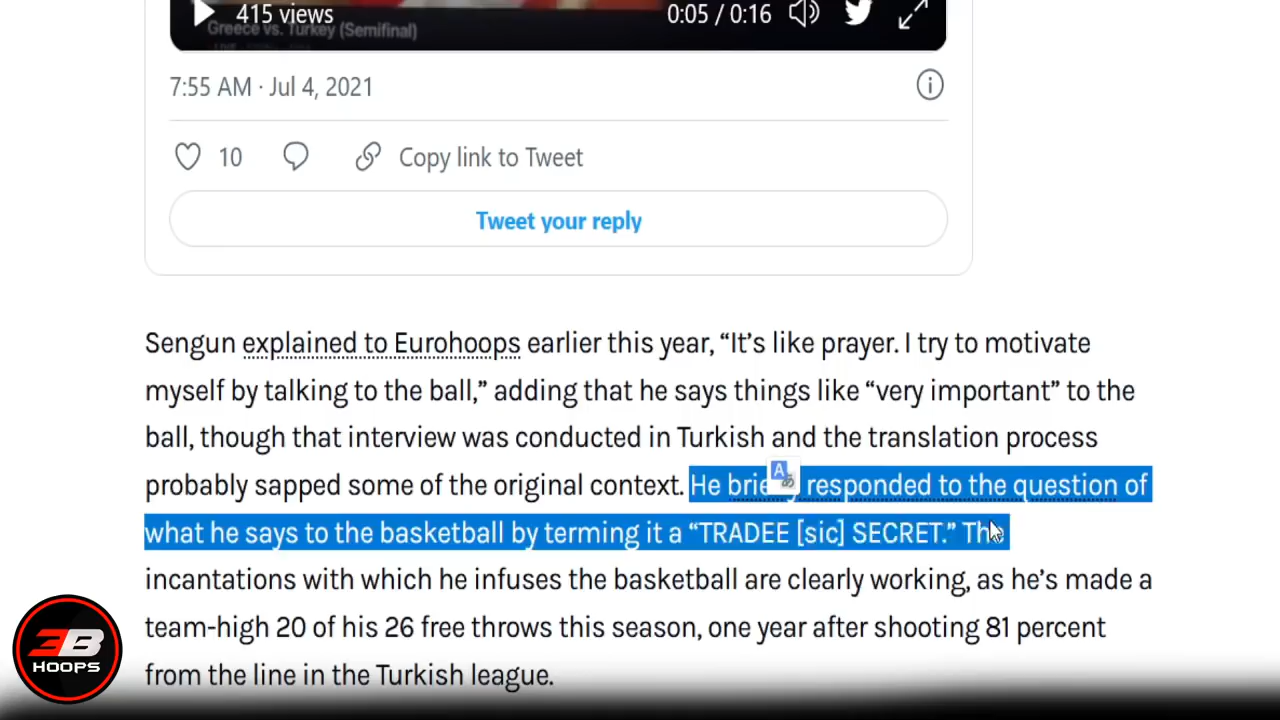 415 views
0:05 / 0:16
Greece vs. Turkey (Semifinal)
7:55 AM · Jul 4, 2021
10
Copy link to Tweet
Tweet your reply
Sengun explained to Eurohoops earlier this year, “It’s like prayer. I try to motivate
myself by talking to the ball,” adding that he says things like “very important” to the
ball, though that interview was conducted in Turkish and the translation process
probably sapped some of the original context. He briefly responded to the question of
what he says to the basketball by terming it a “TRADEE [sic] SECRET.” The
incantations with which he infuses the basketball are clearly working, as he’s made a
team-high 20 of his 26 free throws this season, one year after shooting 81 percent
from the line in the Turkish league.
3B
HOOPS